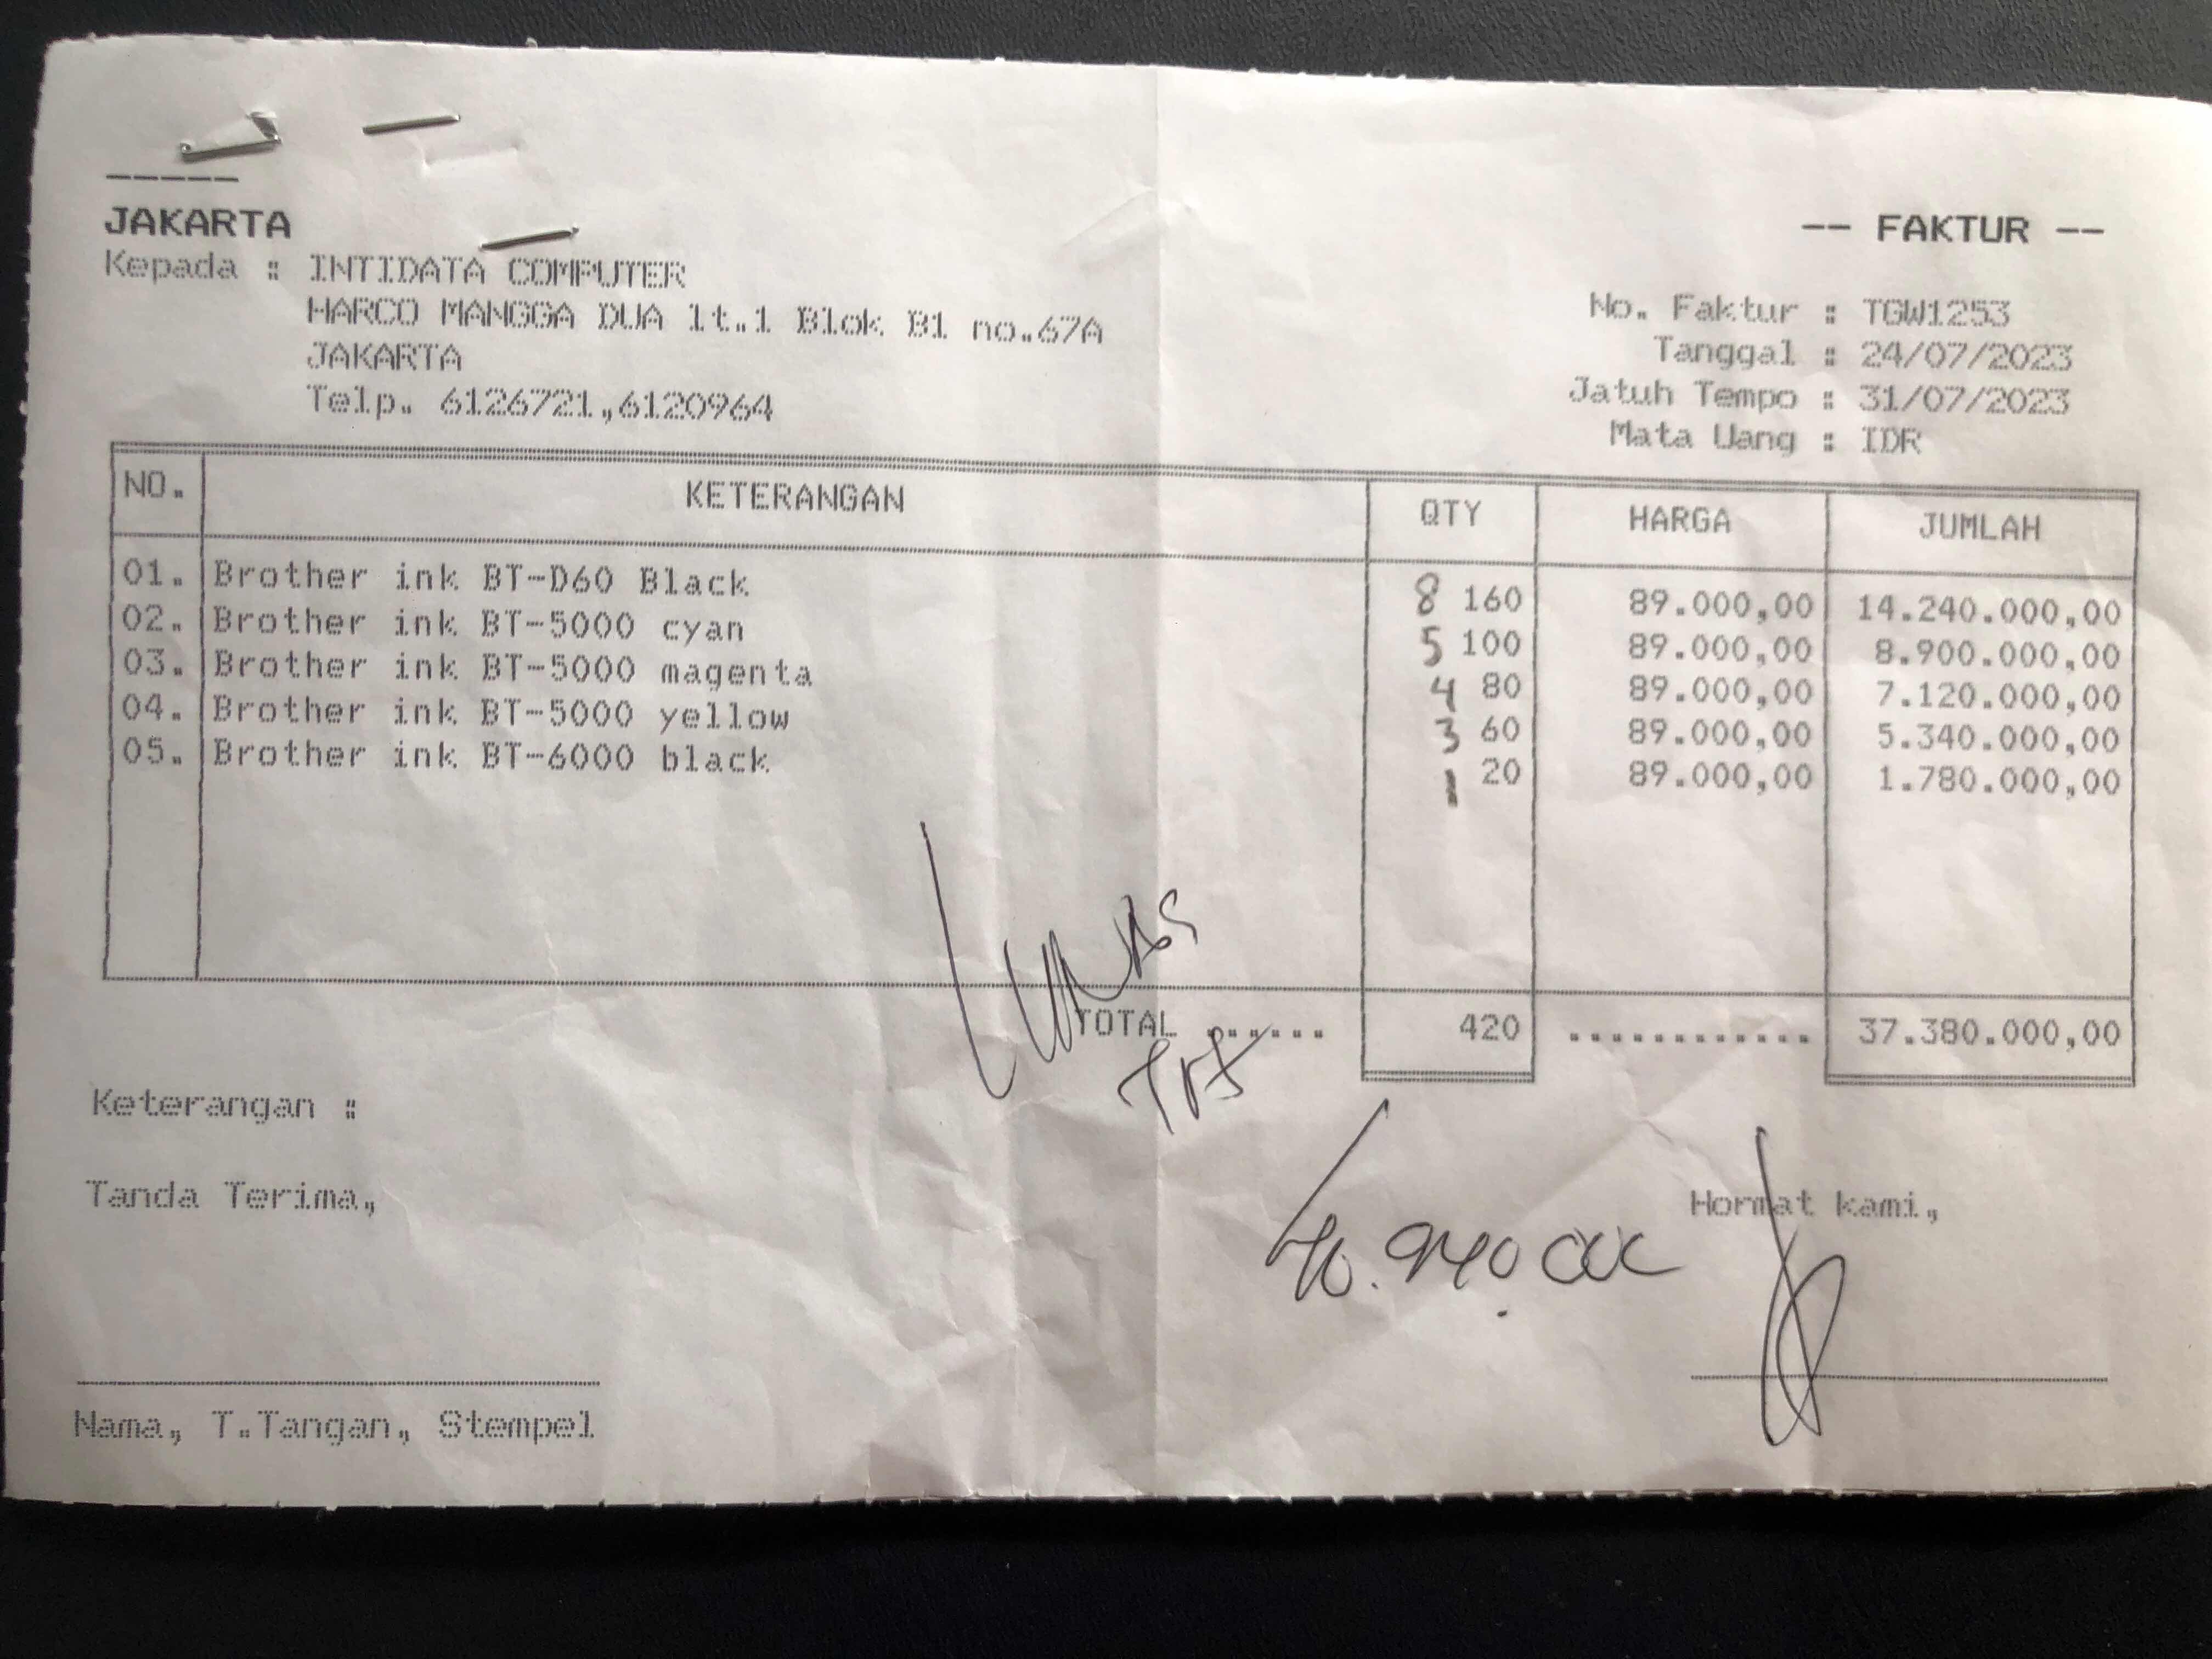 -----
JAKARTA
-- FAKTUR --
Kepada : INTIDATA COMPUTER
HARCO MANGGA DUA lt.1 Blok B1 no.67A
JAKARTA
Telp. 6126721,6120964
No. Faktur : TGW1253
Tanggal : 24/07/2023
Jatuh Tempo : 31/07/2023
Mata Uang : IDR
NO. KETERANGAN QTY HARGA JUMLAH
01. Brother ink BT-D60 Black 8 160 89.000,00 14.240.000,00
02. Brother ink BT-5000 cyan 5 100 89.000,00 8.900.000,00
03. Brother ink BT-5000 magenta 4 80 89.000,00 7.120.000,00
04. Brother ink BT-5000 yellow 3 60 89.000,00 5.340.000,00
05. Brother ink BT-6000 black 1 20 89.000,00 1.780.000,00
Lunas
TOTAL ...... 420 ............ 37.380.000,00
Trf
Keterangan :
Tanda Terima,
Hormat kami,
Nama, T.Tangan, Stempel